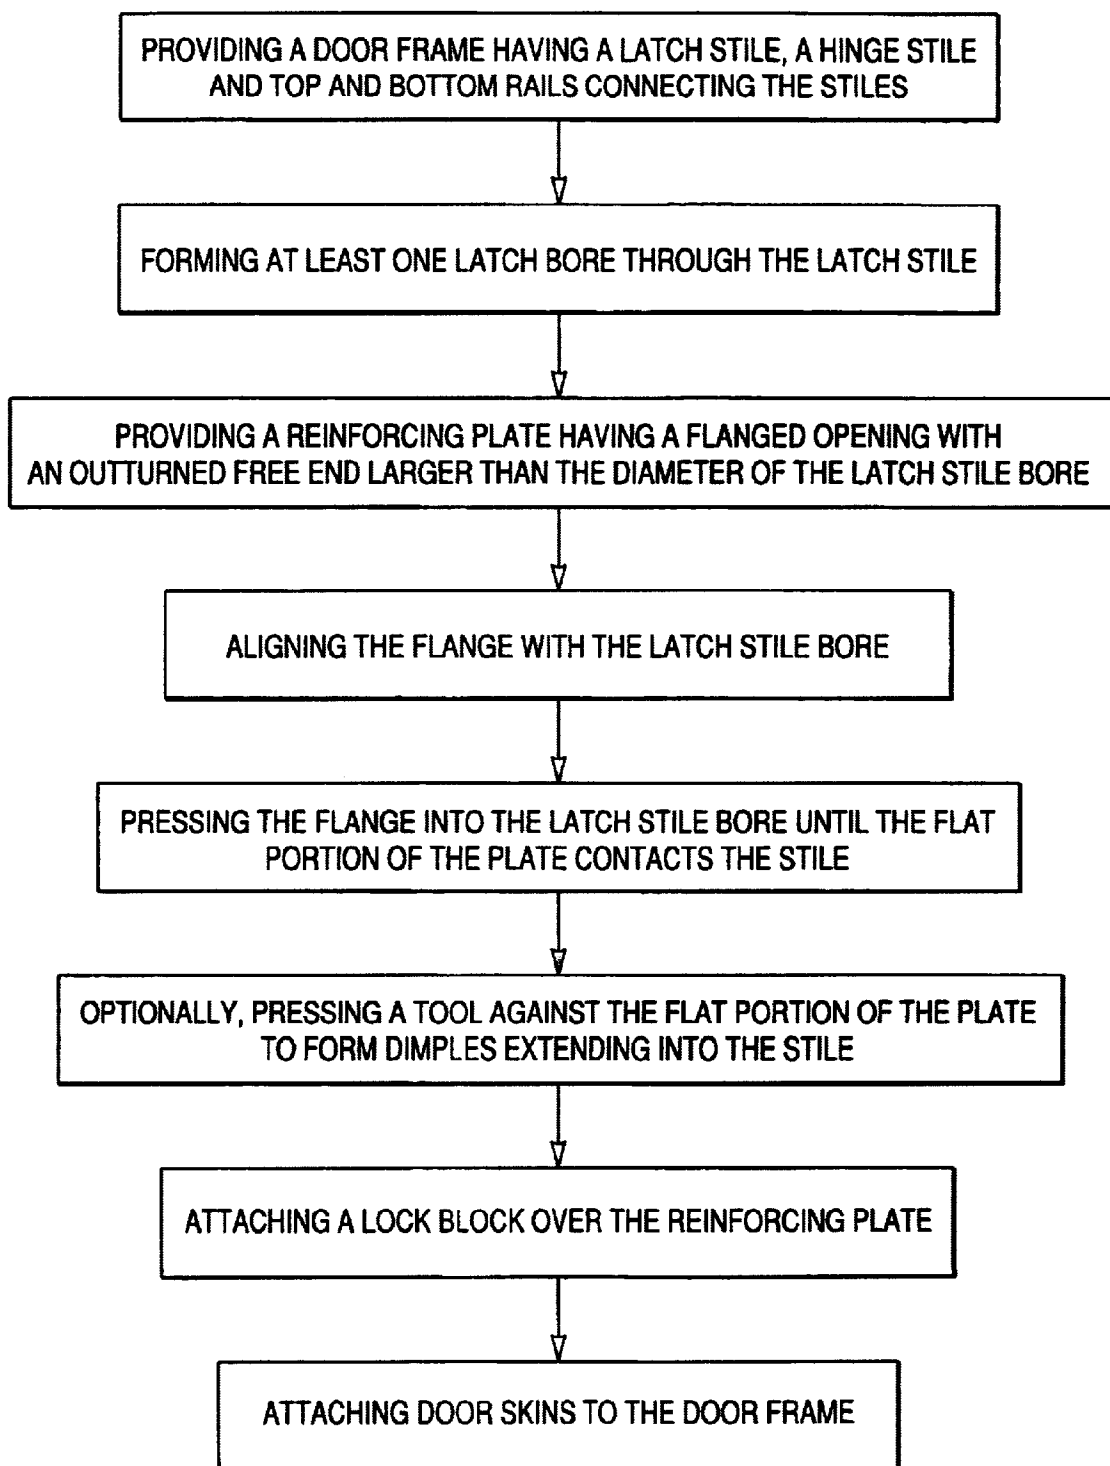 PROVIDING A DOOR FRAME HAVING A LATCH STILE, A HINGE STILE
AND TOP AND BOTTOM RAILS CONNECTING THE STILES
FORMING AT LEAST ONE LATCH BORE THROUGH THE LATCH STILE
PROVIDING A REINFORCING PLATE HAVING A FLANGED OPENING WITH
AN OUTTURNED FREE END LARGER THAN THE DIAMETER OF THE LATCH STILE BORE
ALIGNING THE FLANGE WITH THE LATCH STILE BORE
PRESSING THE FLANGE INTO THE LATCH STILE BORE UNTIL THE FLAT
PORTION OF THE PLATE CONTACTS THE STILE
OPTIONALLY, PRESSING A TOOL AGAINST THE FLAT PORTION OF THE PLATE
TO FORM DIMPLES EXTENDING INTO THE STILE
ATTACHING A LOCK BLOCK OVER THE REINFORCING PLATE
ATTACHING DOOR SKINS TO THE DOOR FRAME